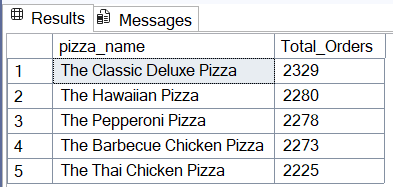 Results Messages
pizza_name Total_Orders
1 The Classic Deluxe Pizza 2329
2 The Hawaiian Pizza 2280
3 The Pepperoni Pizza 2278
4 The Barbecue Chicken Pizza 2273
5 The Thai Chicken Pizza 2225